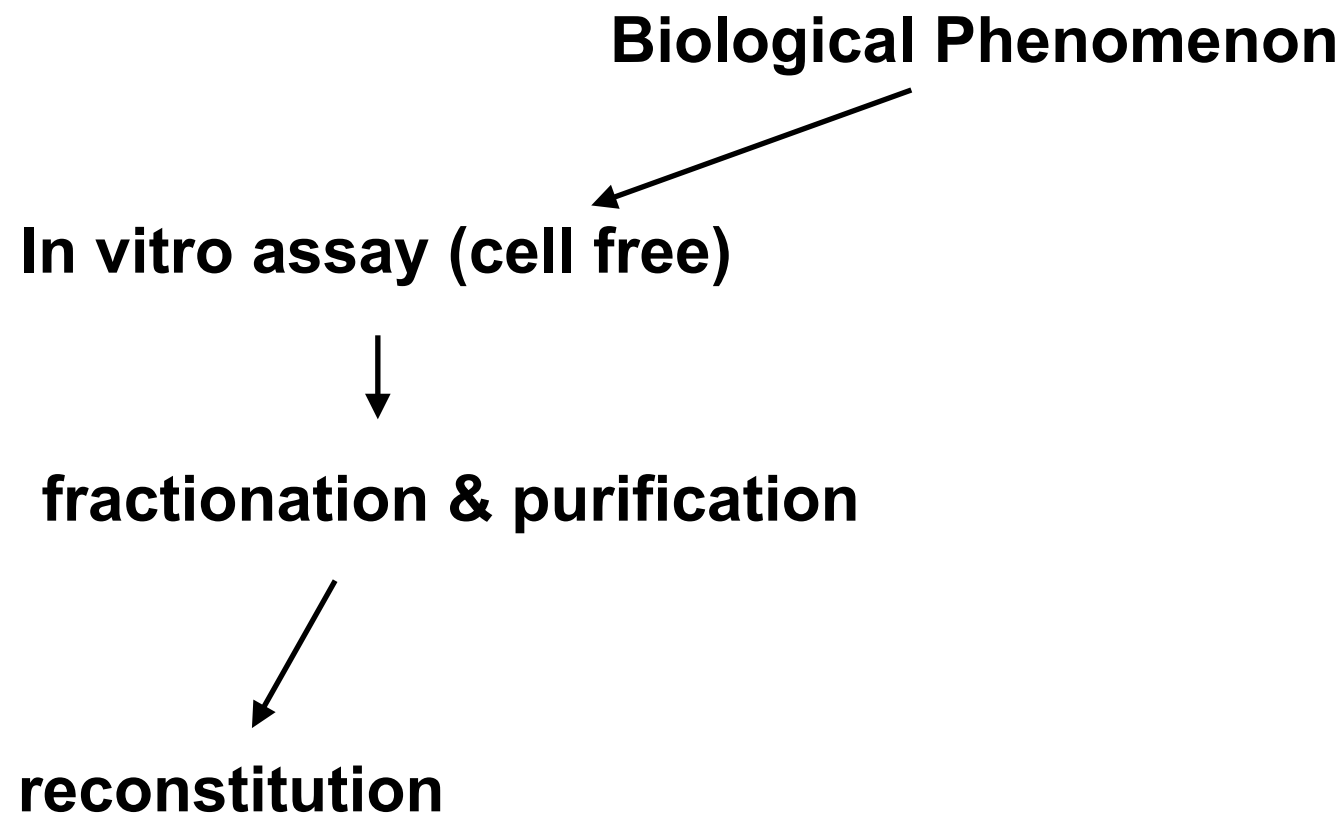 Biological Phenomenon
In vitro assay (cell free)
fractionation & purification
reconstitution